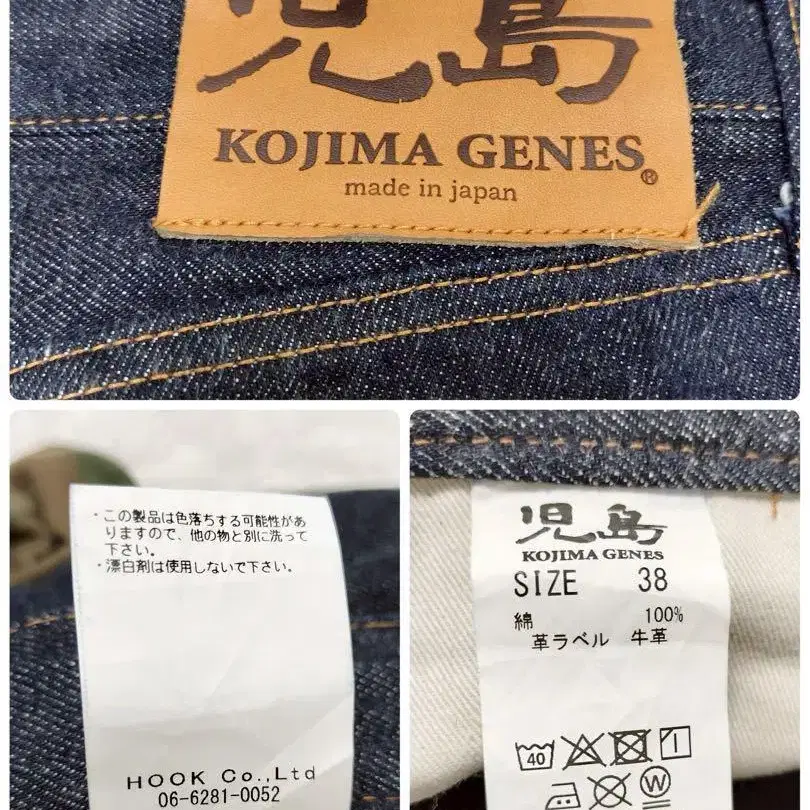 児島
KOJIMA GENES®
made in japan
・この製品は色落ちする可能性があ
りますので、他の物と別に洗って
下さい。
・漂白剤は使用しないで下さい。
HOOK Co.,Ltd
06-6281-0052
児島
KOJIMA GENES
SIZE 38
綿 100%
革ラベル 牛革
40
W